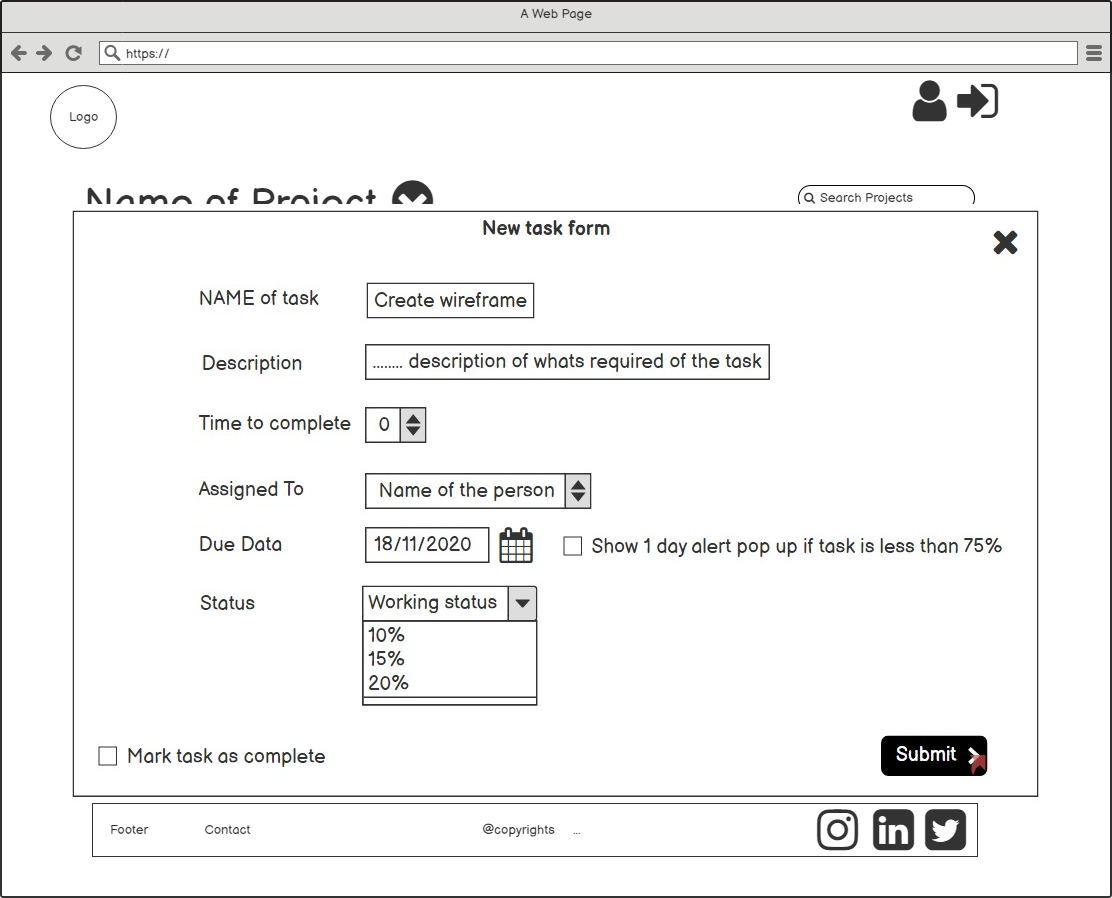 A Web Page
https://
Logo
Name of Project
Search Projects
New task form
NAME of task
Create wireframe
Description
........ description of whats required of the task
Time to complete
0
Assigned To
Name of the person
Due Data
18/11/2020
Show 1 day alert pop up if task is less than 75%
Status
Working status
10%
15%
20%
Mark task as complete
Submit
Footer
Contact
@copyrights ...
in